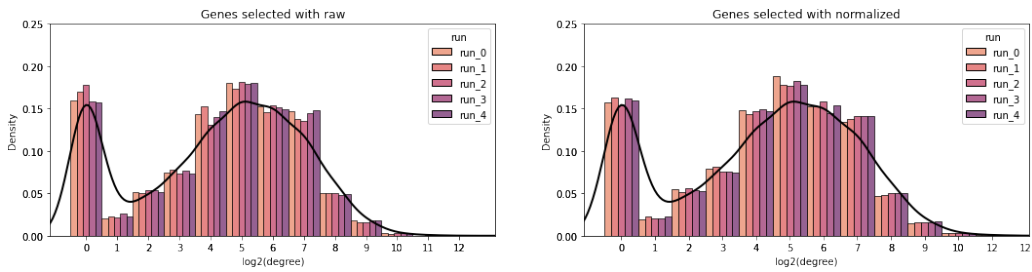 Genes selected with raw
0.25
0.20
0.15
0.10
0.05
0.00
Density
0 1 2 3 4 5 6 7 8 9 10 11 12
log2(degree)
run
run_0
run_1
run_2
run_3
run_4
Genes selected with normalized
0.25
0.20
0.15
0.10
0.05
0.00
Density
0 1 2 3 4 5 6 7 8 9 10 11 12
log2(degree)
run
run_0
run_1
run_2
run_3
run_4